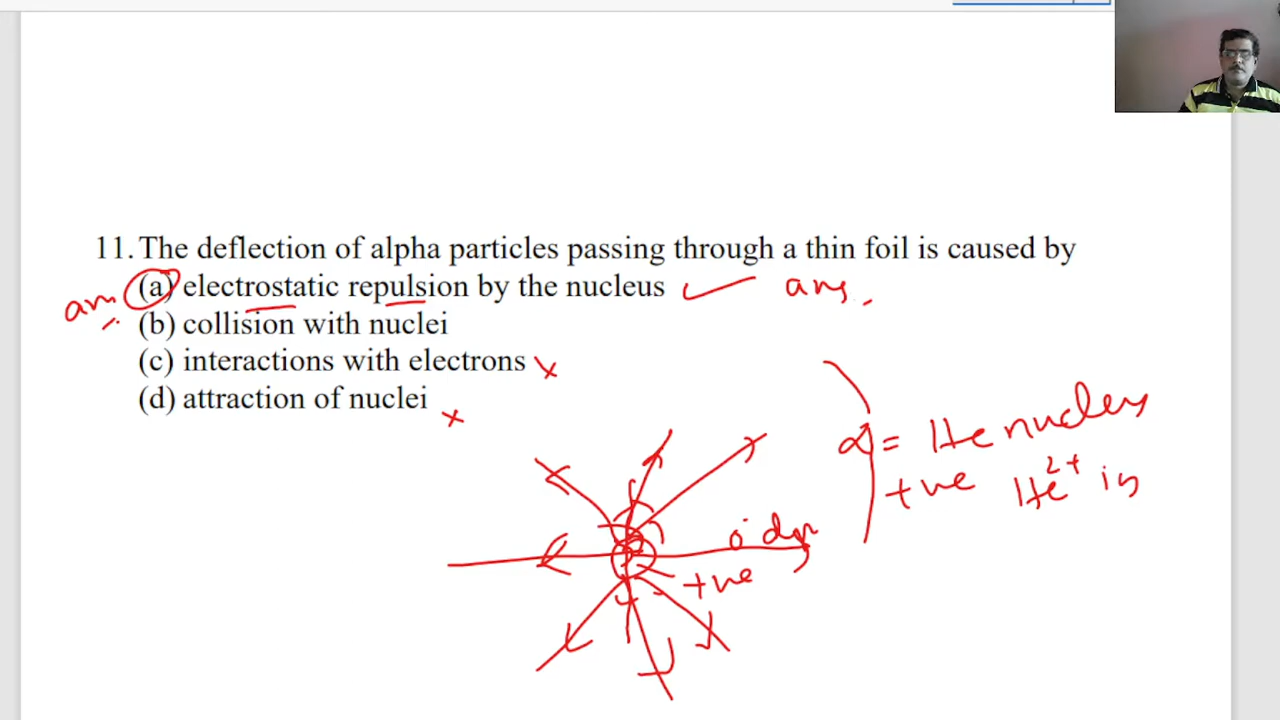 11. The deflection of alpha particles passing through a thin foil is caused by
ans (a) electrostatic repulsion by the nucleus ans.
(b) collision with nuclei
(c) interactions with electrons x
(d) attraction of nuclei x
α = He nucleus
+ve He2+ is
+ve